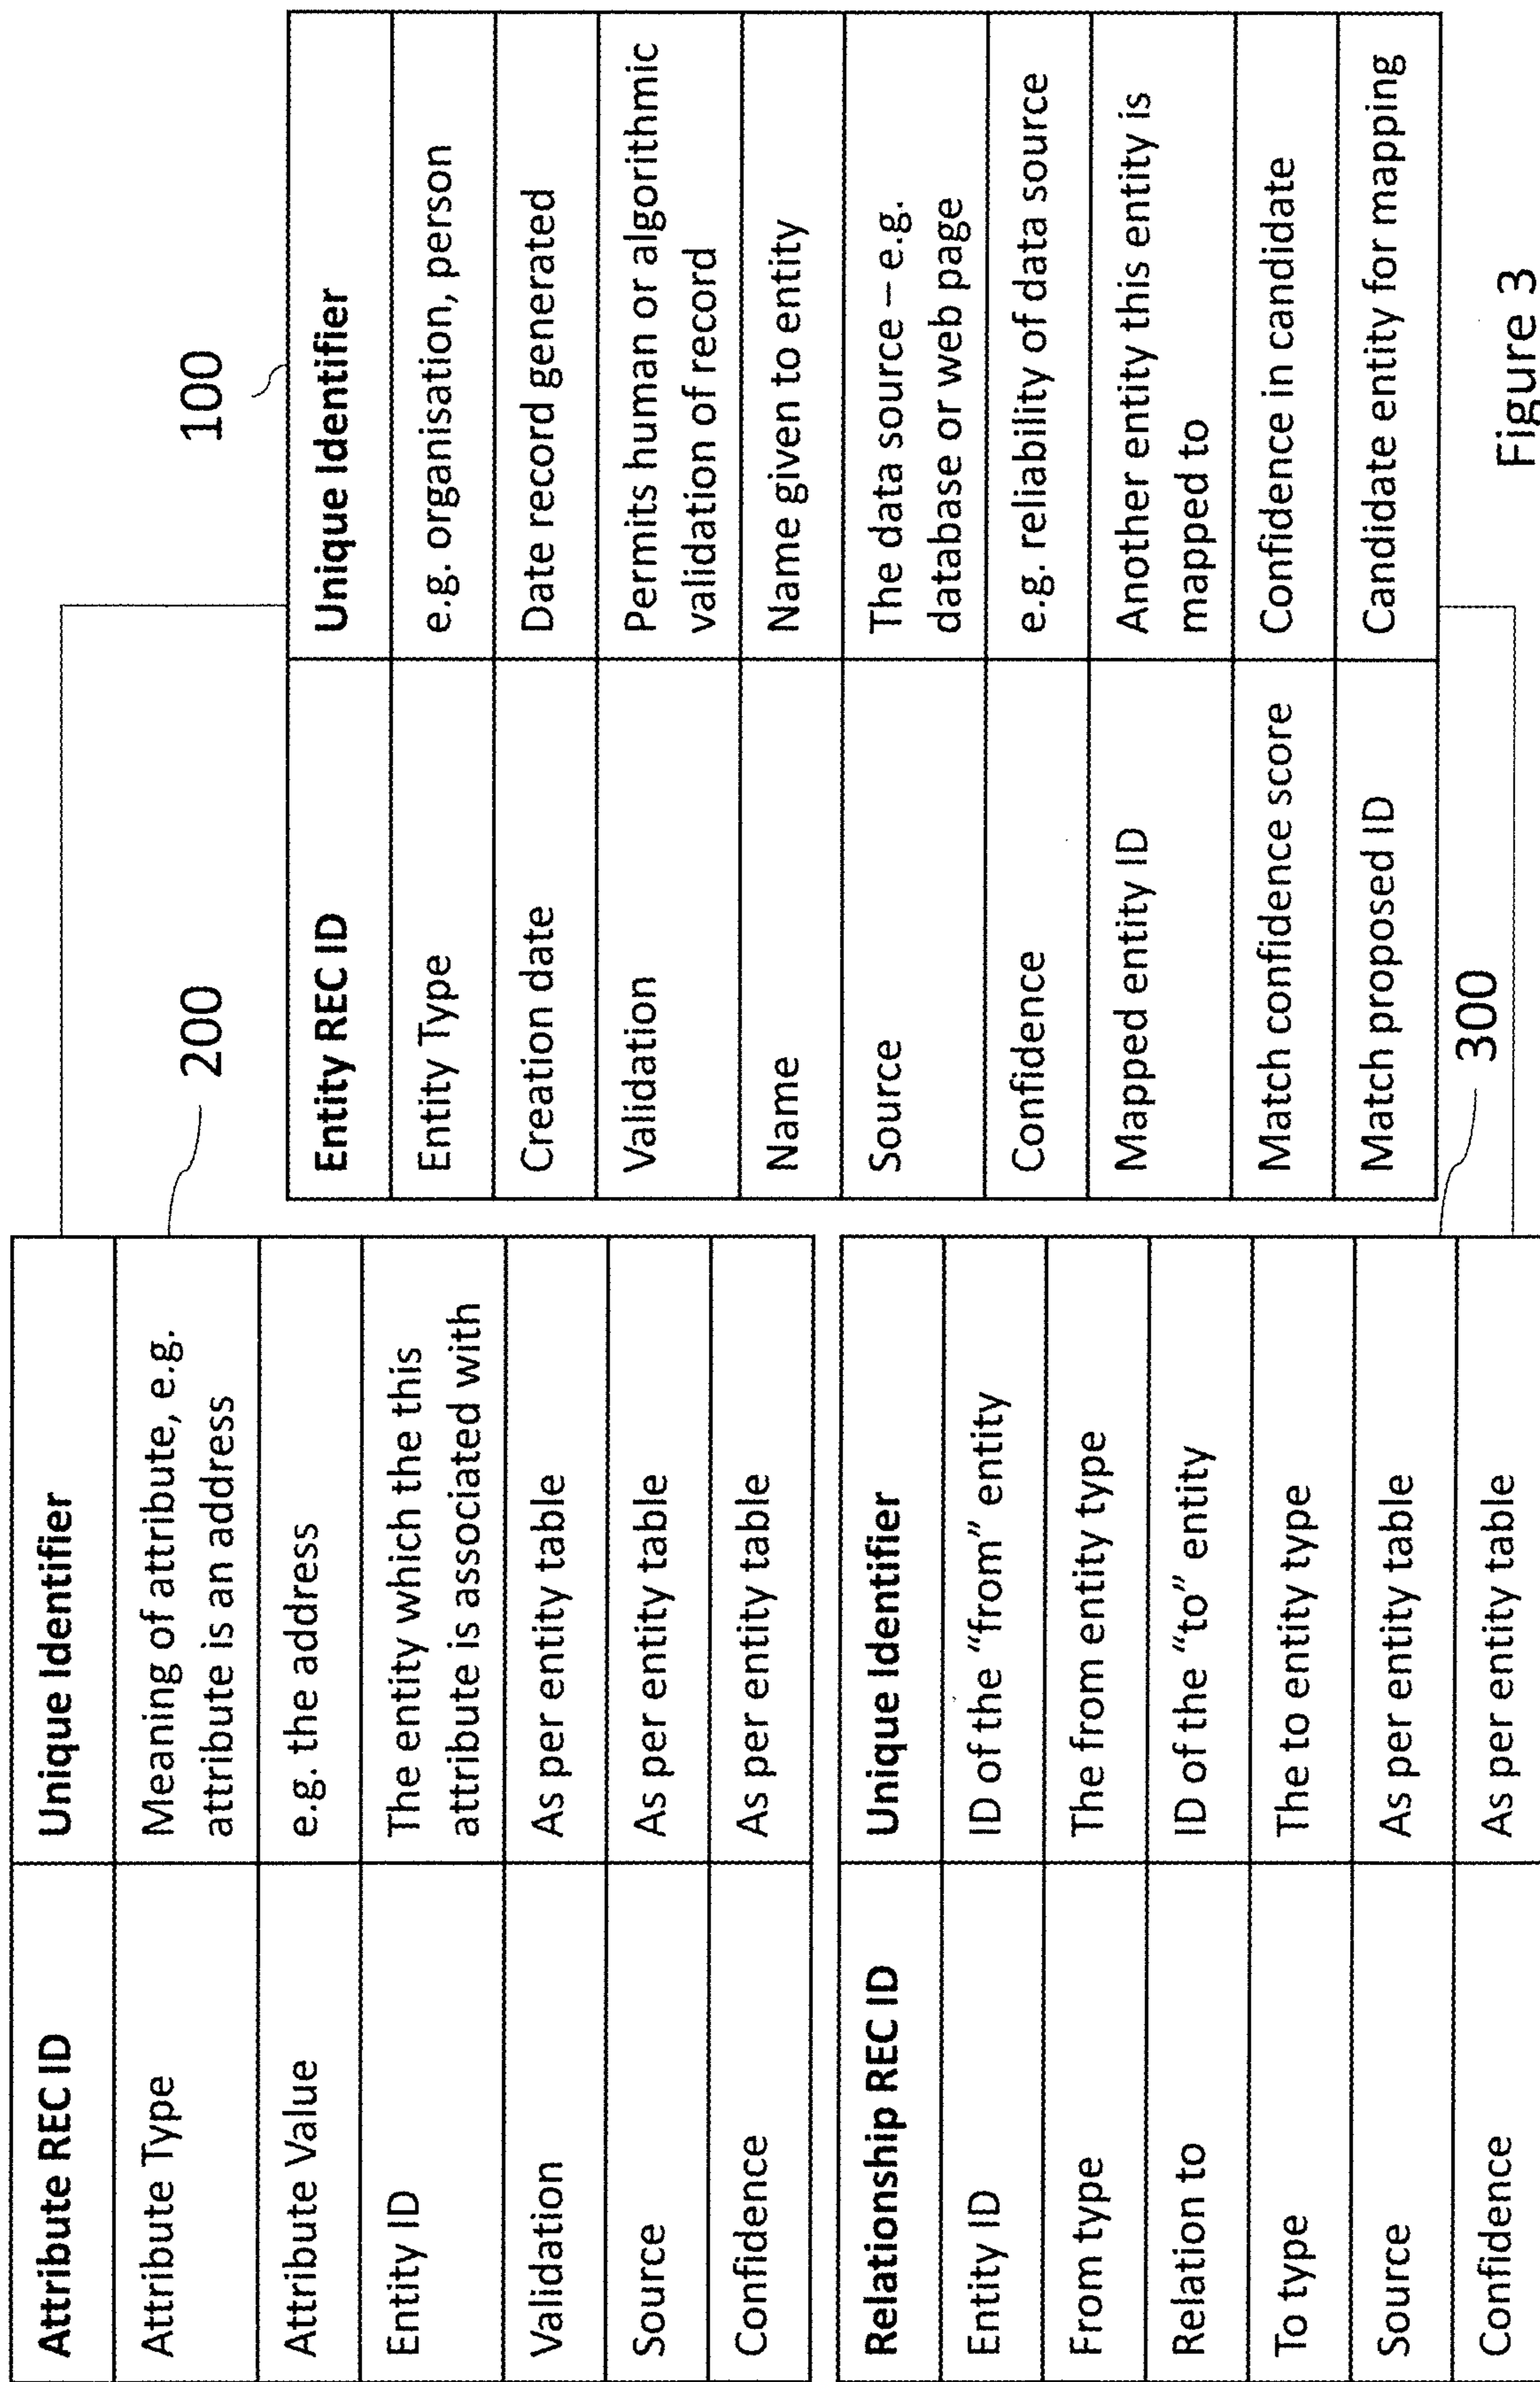 Attribute REC ID
Unique Identifier
Attribute Type
Meaning of attribute, e.g.
attribute is an address
Attribute Value
e.g. the address
Entity ID
The entity which the this
attribute is associated with
Validation
As per entity table
Source
As per entity table
Confidence
As per entity table
200
Relationship REC ID
Unique Identifier
Entity ID
ID of the “from” entity
From type
The from entity type
Relation to
ID of the “to” entity
To type
The to entity type
Source
As per entity table
Confidence
As per entity table
300
100
Entity REC ID
Unique Identifier
Entity Type
e.g. organisation, person
Creation date
Date record generated
Validation
Permits human or algorithmic
validation of record
Name
Name given to entity
Source
The data source – e.g.
database or web page
Confidence
e.g. reliability of data source
Mapped entity ID
Another entity this entity is
mapped to
Match confidence score
Confidence in candidate
Match proposed ID
Candidate entity for mapping
Figure 3